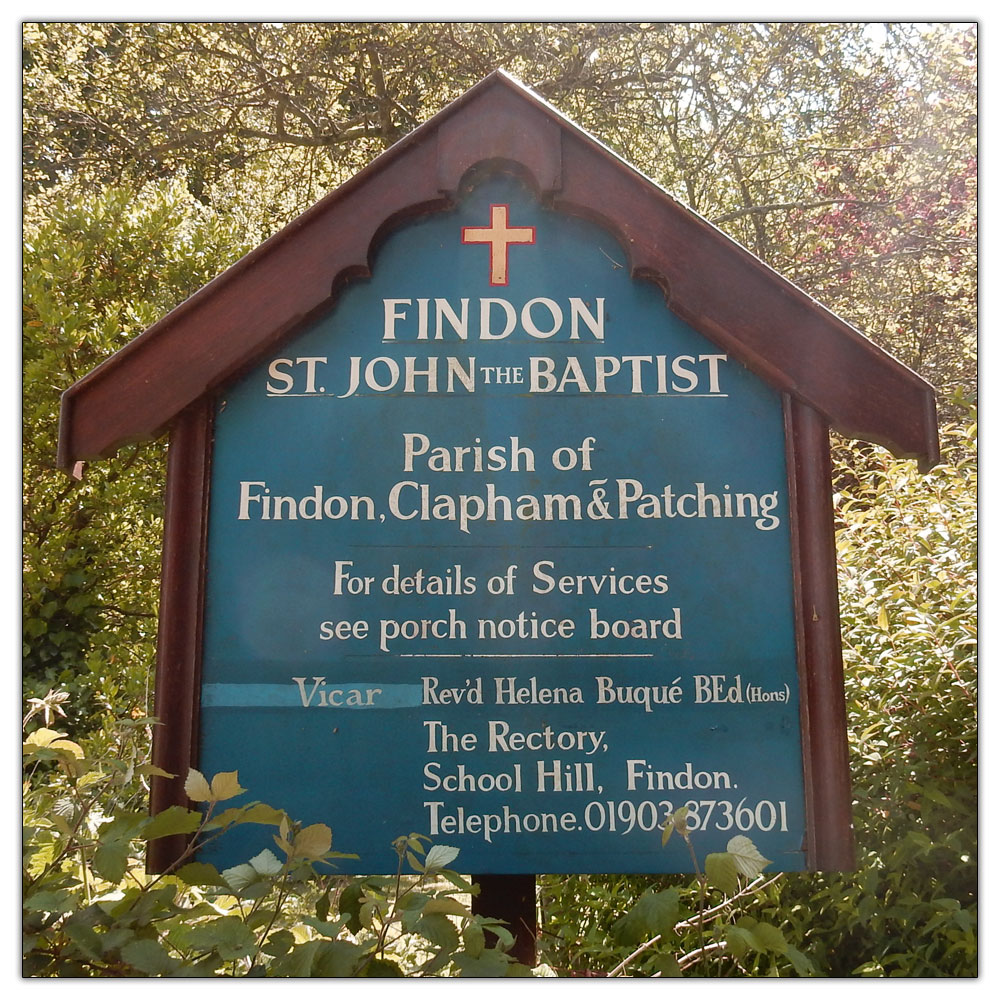 FINDON
ST. JOHN THE BAPTIST
Parish of
Findon, Clapham & Patching
For details of Services
see porch notice board
Vicar Rev'd Helena Buqué BEd (Hons)
The Rectory,
School Hill, Findon.
Telephone. 01903 873601